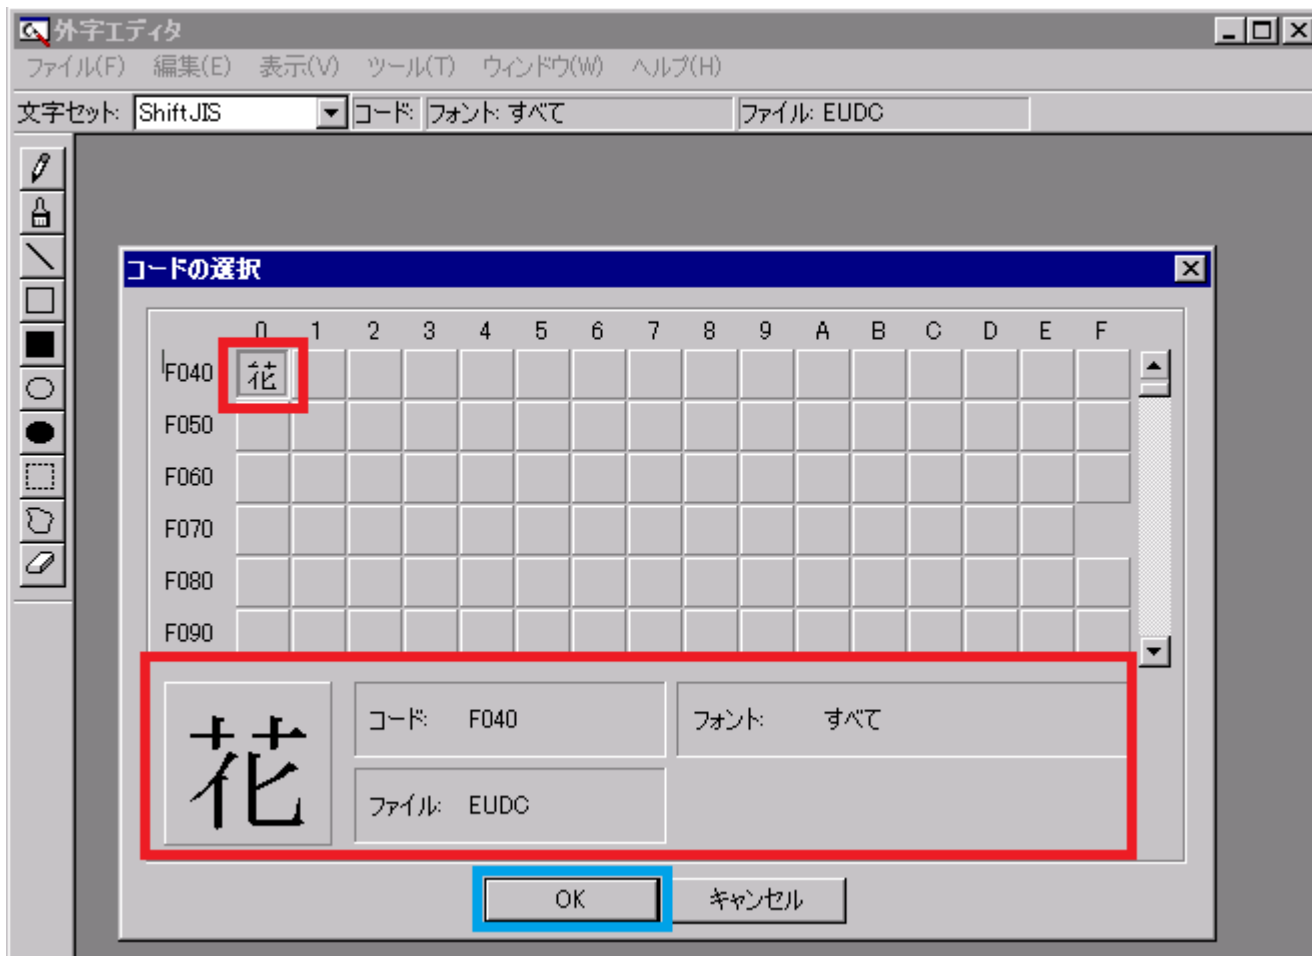 外字エディタ
ファイル(F) 編集(E) 表示(V) ツール(T) ウィンドウ(W) ヘルプ(H)
文字セット: ShiftJIS コード: フォント: すべて ファイル: EUDC
コードの選択
0 1 2 3 4 5 6 7 8 9 A B C D E F
F040 花
F050
F060
F070
F080
F090
花
コード: F040 フォント: すべて
ファイル: EUDC
OK キャンセル